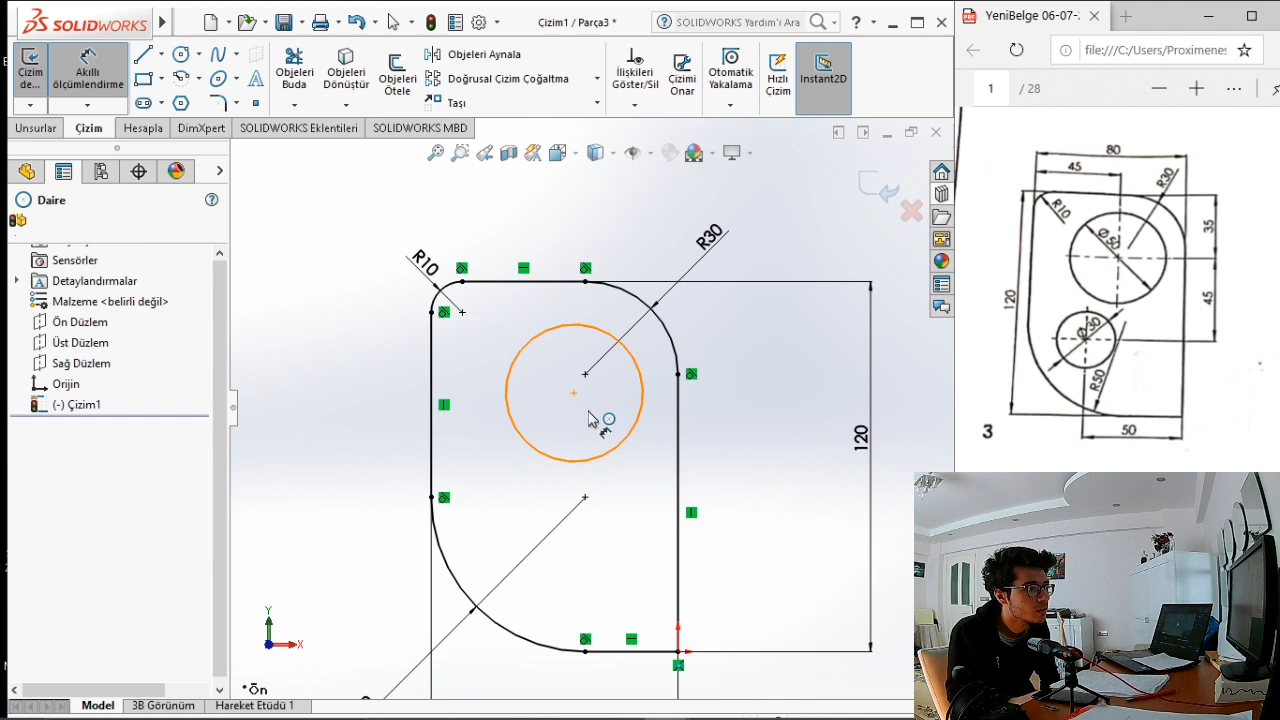 SOLIDWORKS
Çizim1 / Parça3 *
SOLIDWORKS Yardım'ı Ara
?
Çizim
de...
Akıllı
ölçümlendirme
Objeleri
Buda
Objeleri
Dönüştür
Objeleri
Ötele
Objeleri Aynala
Doğrusal Çizim Çoğaltma
Taşı
İlişkileri
Göster/Sil
Çizimi
Onar
Otomatik
Yakalama
Hızlı
Çizim
Instant2D
Unsurlar
Çizim
Hesapla
DimXpert
SOLIDWORKS Eklentileri
SOLIDWORKS MBD
Daire
Sensörler
Detaylandırmalar
Malzeme <belirli değil>
Ön Düzlem
Üst Düzlem
Sağ Düzlem
Orijin
(-) Çizim1
R10
R30
120
Y
X
*Ön
Model
3B Görünüm
Hareket Etüdü 1
YeniBelge 06-07-
file:///C:/Users/Proximenes
1 / 28
80
45
R30
R10
Ø50
35
120
45
Ø30
R50
50
3